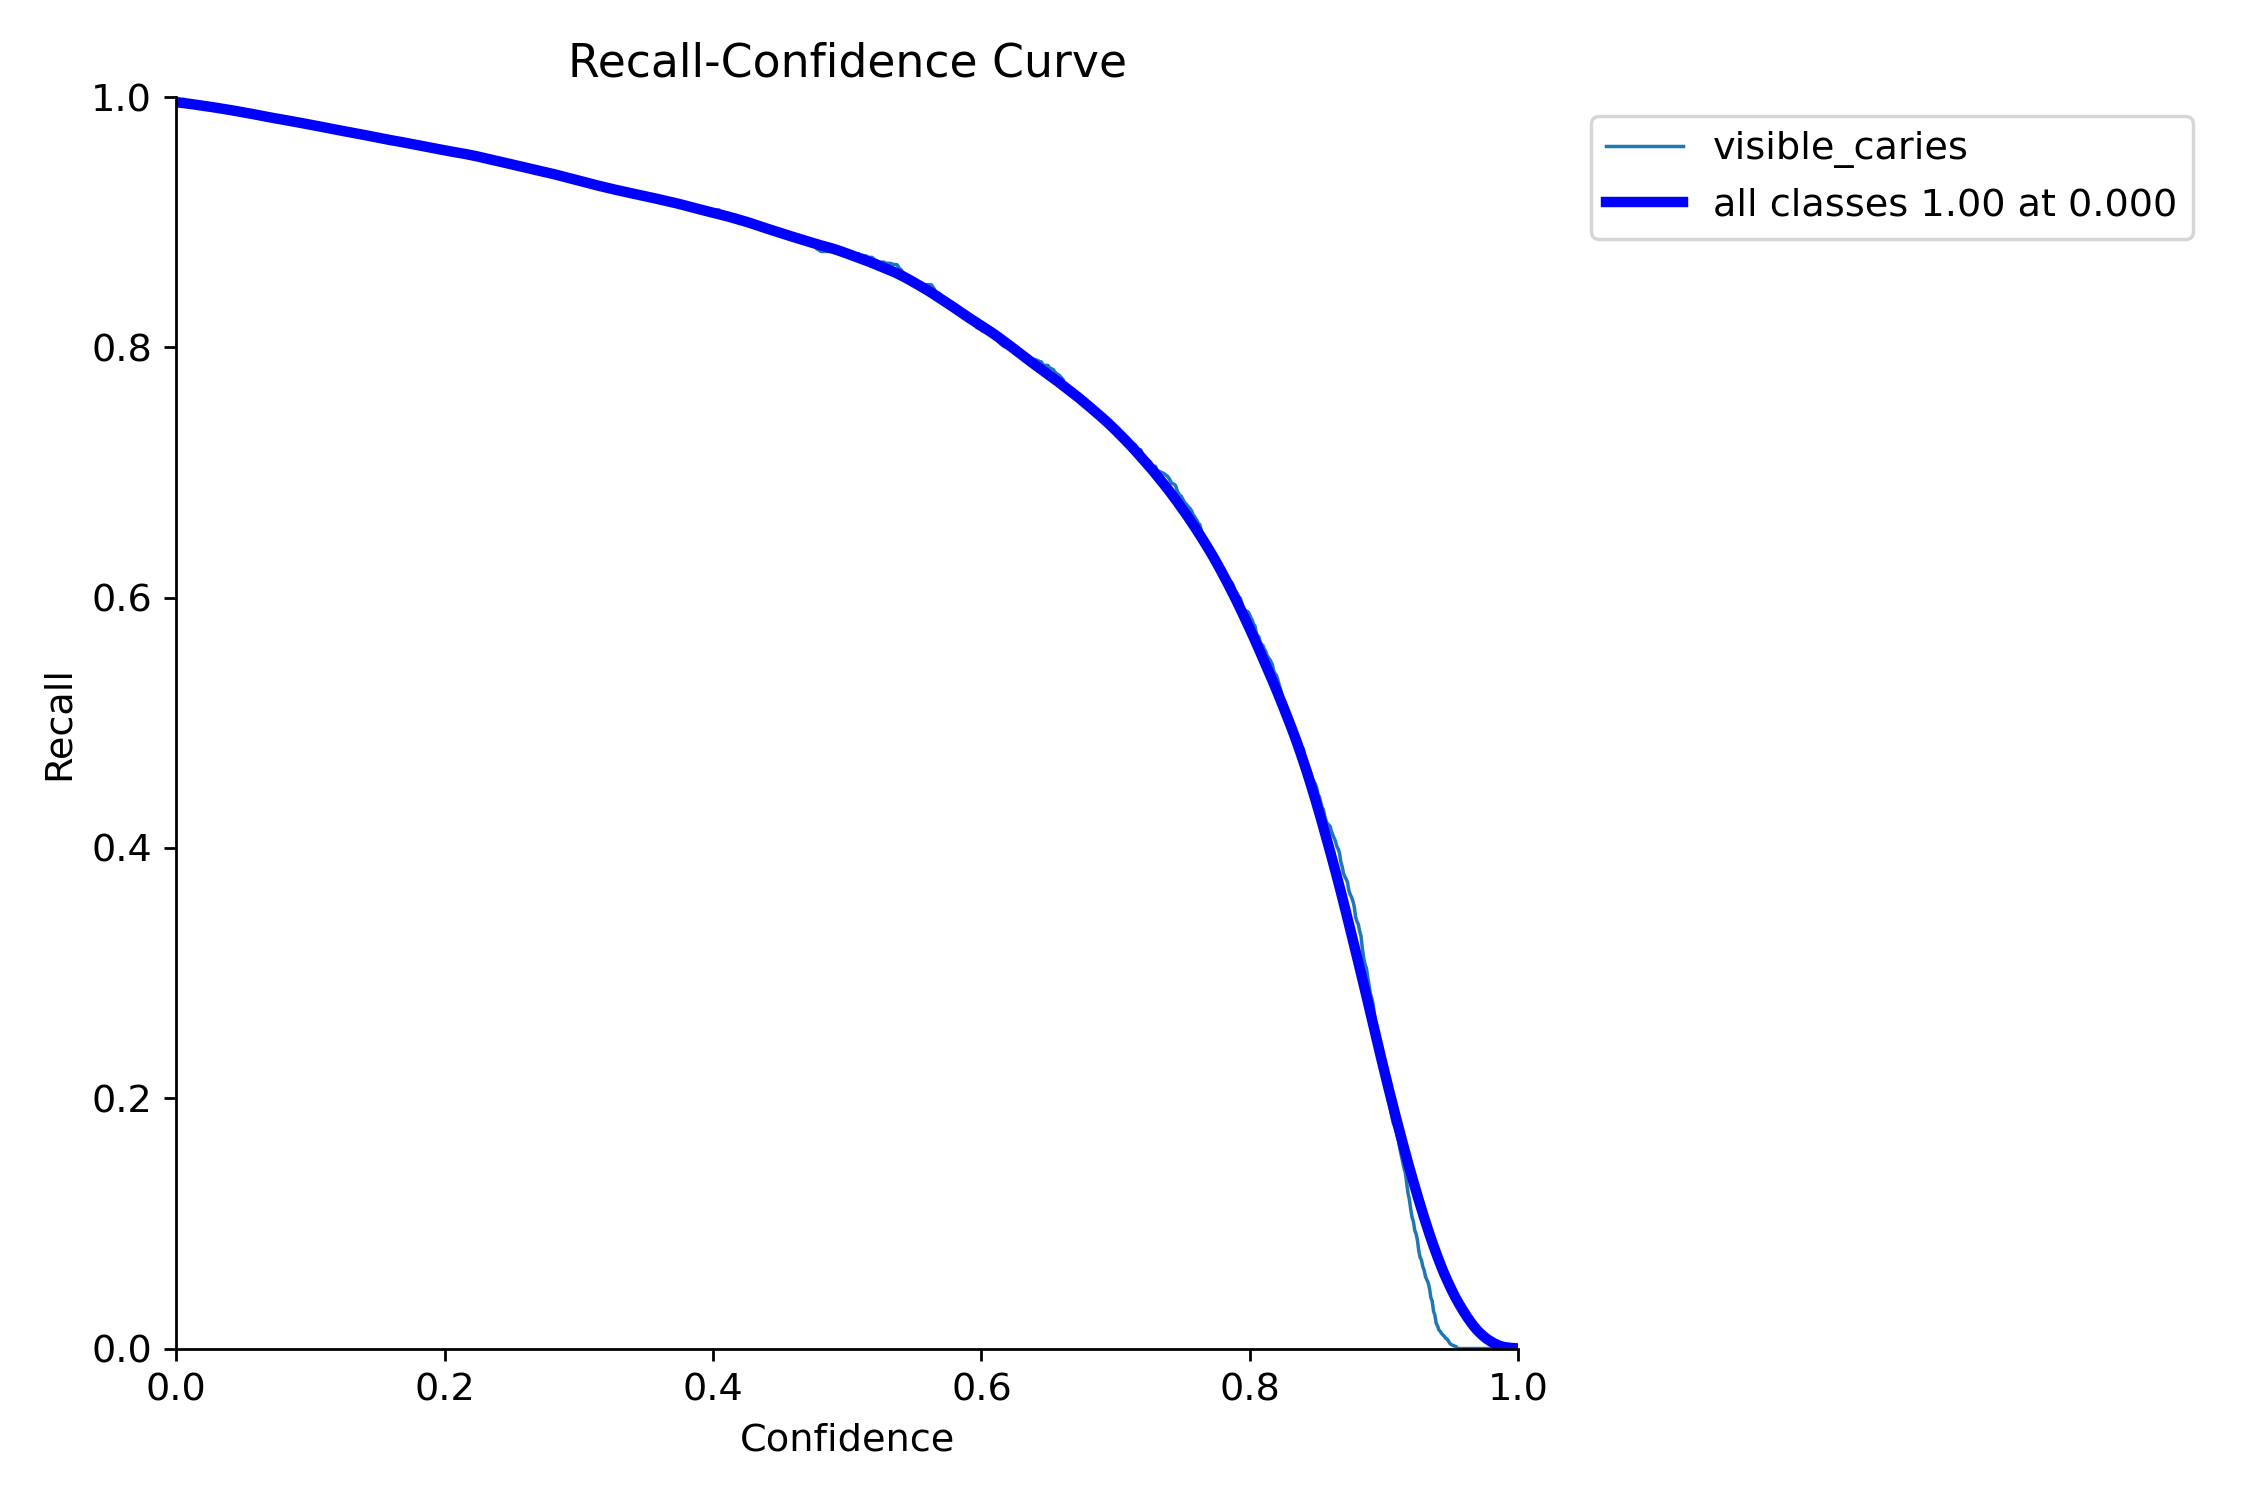 Recall-Confidence Curve
1.0
0.8
0.6
0.4
0.2
0.0
Recall
0.0 0.2 0.4 0.6 0.8 1.0
Confidence
visible_caries
all classes 1.00 at 0.000